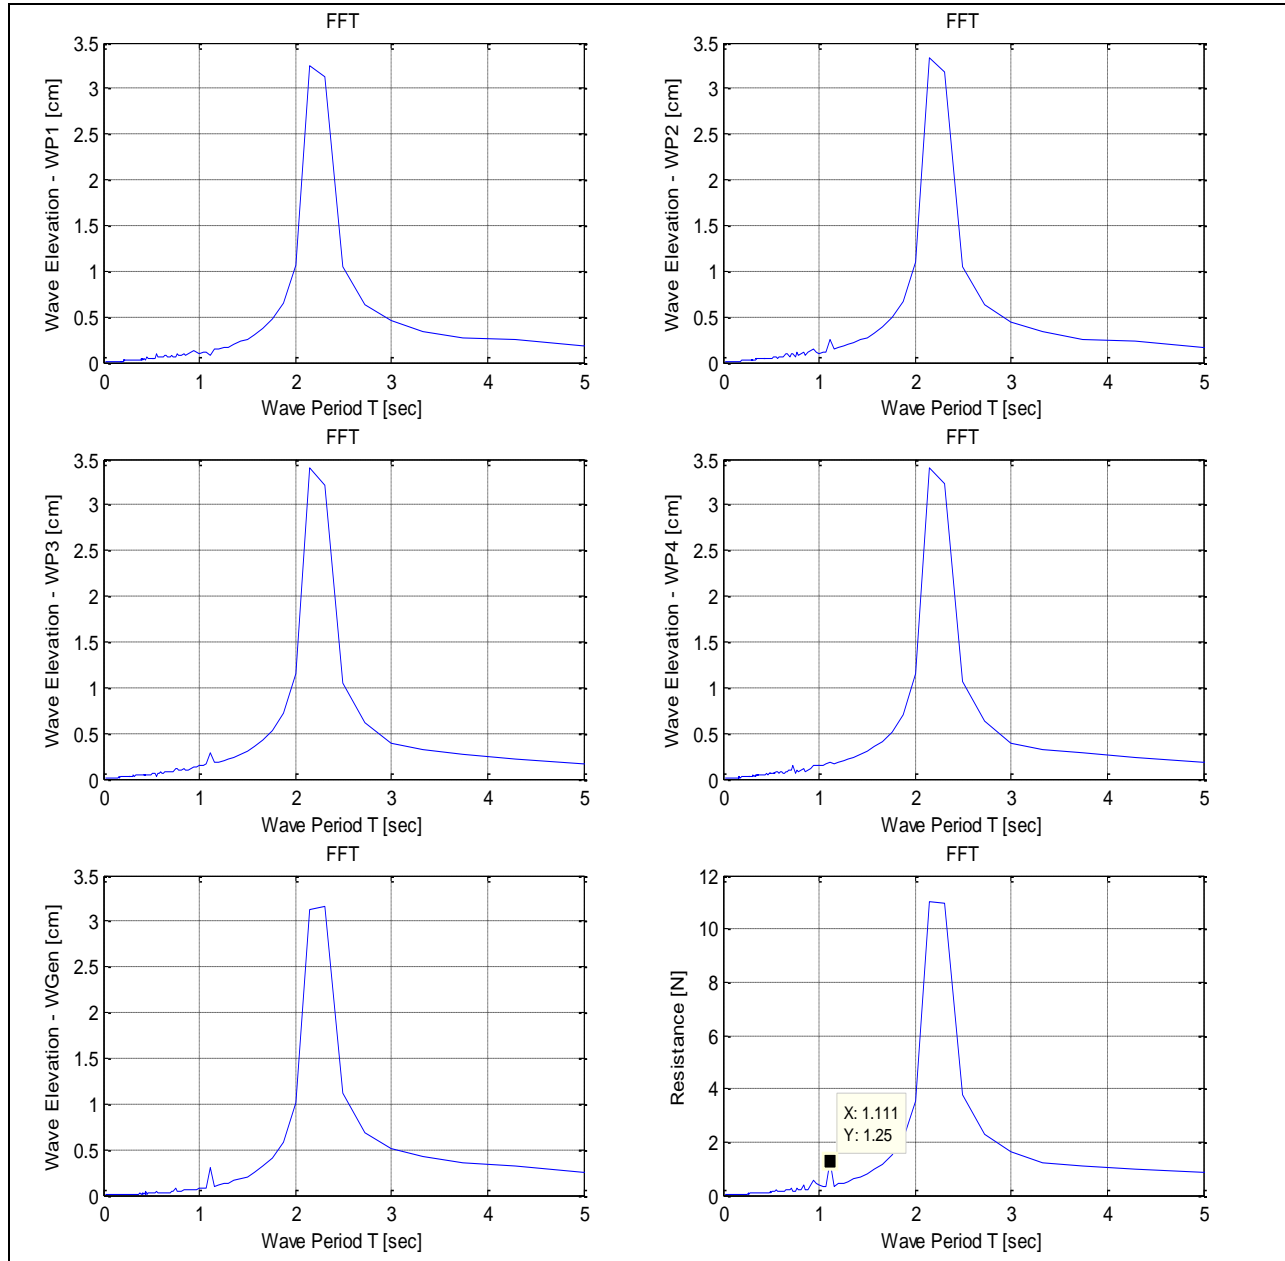 FFT
3.5
3
2.5
2
1.5
1
0.5
0
Wave Elevation - WP1 [cm]
0 1 2 3 4 5
Wave Period T [sec]
FFT
3.5
3
2.5
2
1.5
1
0.5
0
Wave Elevation - WP2 [cm]
0 1 2 3 4 5
Wave Period T [sec]
FFT
3.5
3
2.5
2
1.5
1
0.5
0
Wave Elevation - WP3 [cm]
0 1 2 3 4 5
Wave Period T [sec]
FFT
3.5
3
2.5
2
1.5
1
0.5
0
Wave Elevation - WP4 [cm]
0 1 2 3 4 5
Wave Period T [sec]
FFT
3.5
3
2.5
2
1.5
1
0.5
0
Wave Elevation - WGen [cm]
0 1 2 3 4 5
Wave Period T [sec]
FFT
12
10
8
6
4
2
0
Resistance [N]
X: 1.111
Y: 1.25
0 1 2 3 4 5
Wave Period T [sec]